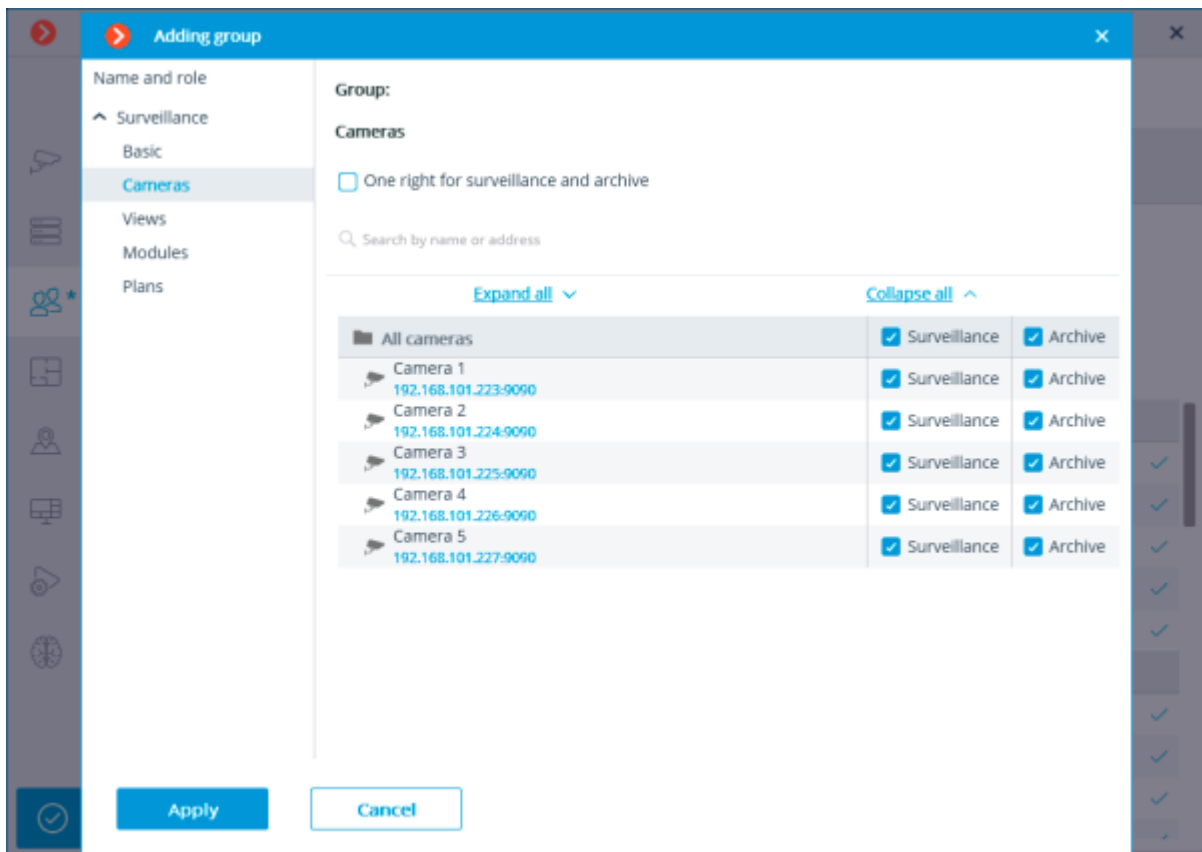 Adding group
Name and role
Surveillance
Basic
Cameras
Views
Modules
Plans
Group:
Cameras
One right for surveillance and archive
Search by name or address
Expand all
Collapse all
All cameras Surveillance Archive
Camera 1
192.168.101.223:9090
Surveillance Archive
Camera 2
192.168.101.224:9090
Surveillance Archive
Camera 3
192.168.101.225:9090
Surveillance Archive
Camera 4
192.168.101.226:9090
Surveillance Archive
Camera 5
192.168.101.227:9090
Surveillance Archive
Apply
Cancel